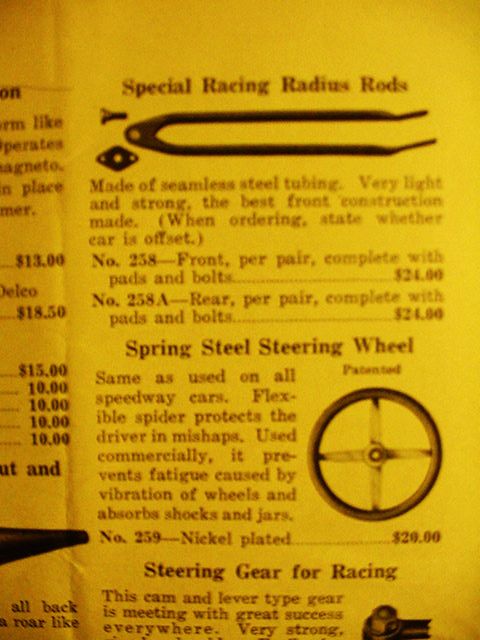 on
rm like
Operates
magneto.
in place
mer.
$13.00
Delco
$18.50
$15.00
10.00
10.00
10.00
10.00
ut and
all back
a roar like
Special Racing Radius Rods
Made of seamless steel tubing. Very light
and strong, the best front construction
made. (When ordering, state whether
car is offset.)
No. 258—Front, per pair, complete with
pads and bolts..............................$24.00
No. 258A—Rear, per pair, complete with
pads and bolts..............................$24.00
Spring Steel Steering Wheel
Patented
Same as used on all
speedway cars. Flex-
ible spider protects the
driver in mishaps. Used
commercially, it pre-
vents fatigue caused by
vibration of wheels and
absorbs shocks and jars.
No. 259—Nickel plated..................$20.00
Steering Gear for Racing
This cam and lever type gear
is meeting with great success
everywhere. Very strong,